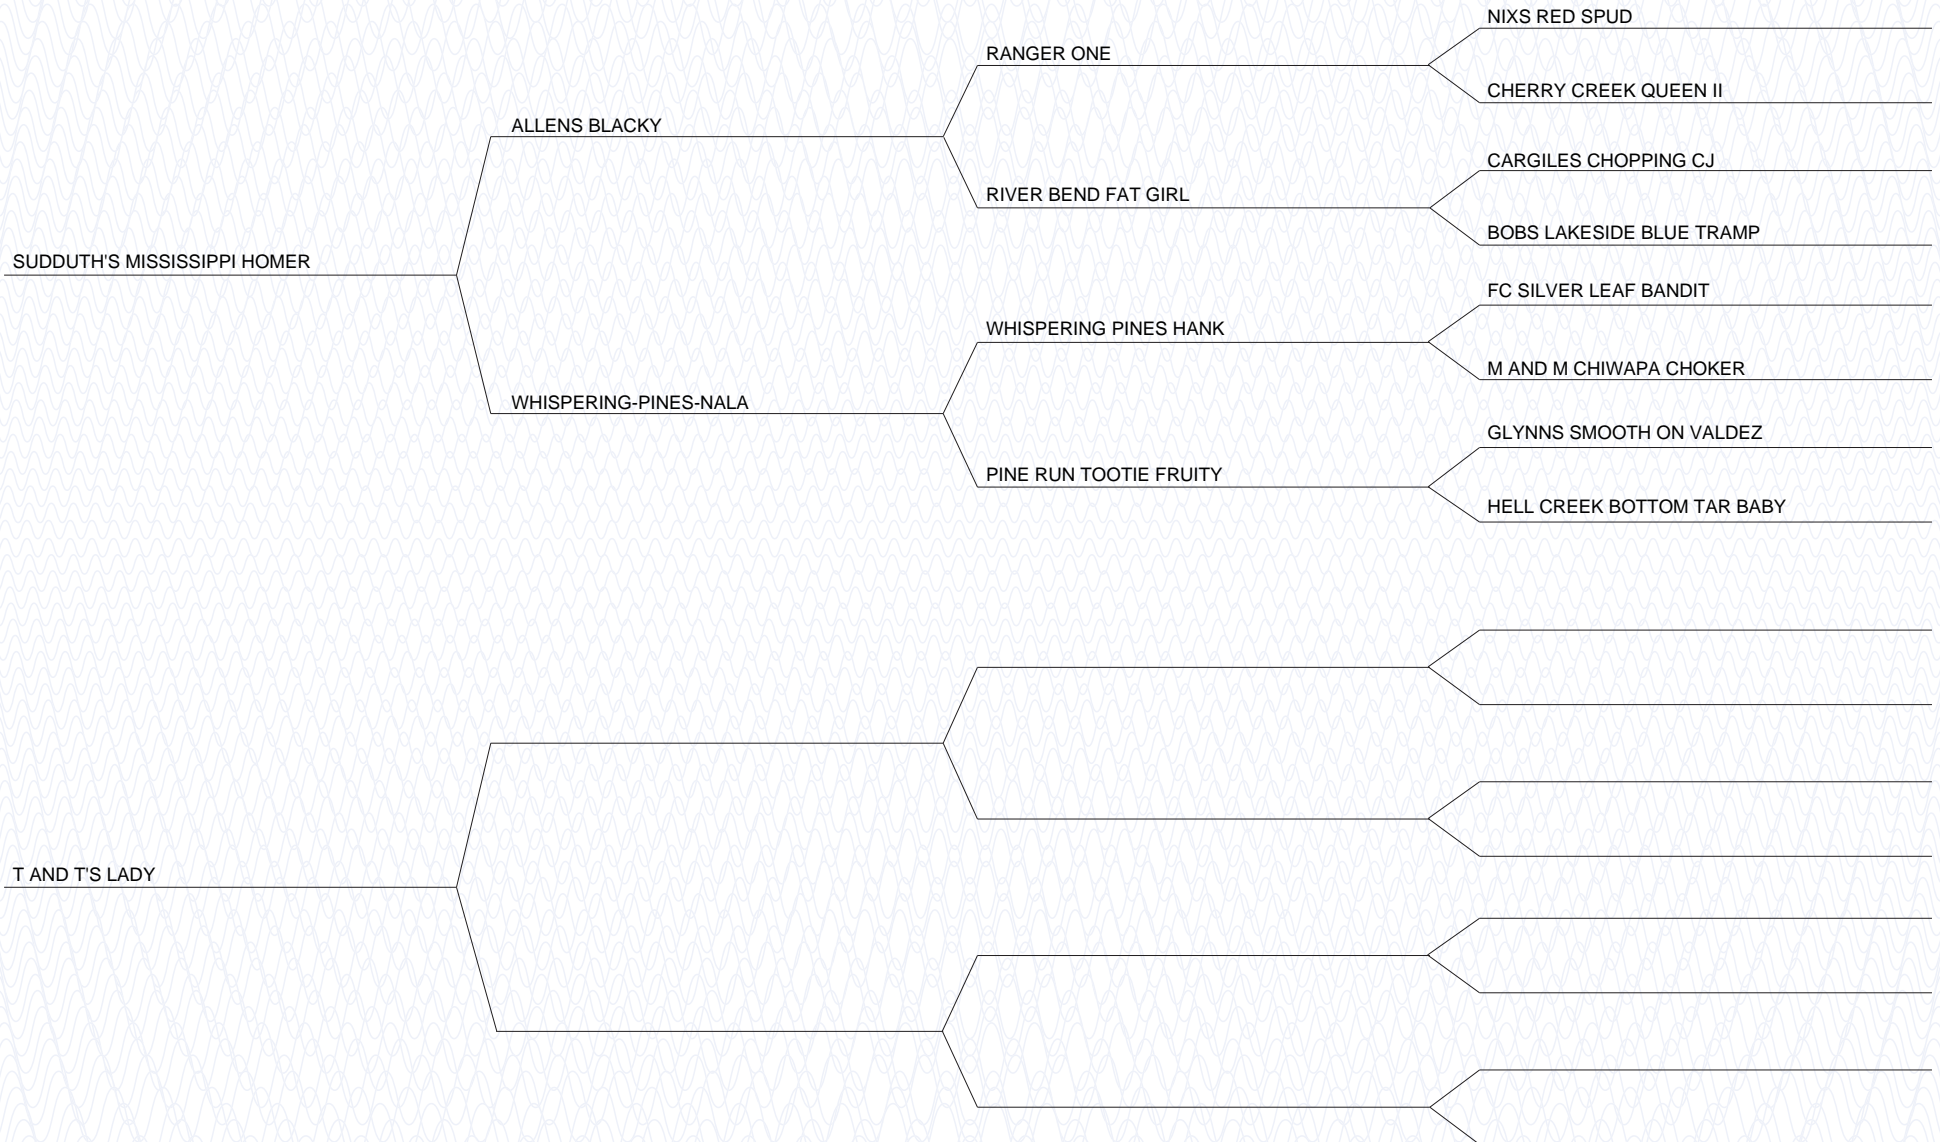 NIXS RED SPUD
RANGER ONE
CHERRY CREEK QUEEN II
ALLENS BLACKY
CARGILES CHOPPING CJ
RIVER BEND FAT GIRL
BOBS LAKESIDE BLUE TRAMP
SUDDUTH'S MISSISSIPPI HOMER
FC SILVER LEAF BANDIT
WHISPERING PINES HANK
M AND M CHIWAPA CHOKER
WHISPERING-PINES-NALA
GLYNNS SMOOTH ON VALDEZ
PINE RUN TOOTIE FRUITY
HELL CREEK BOTTOM TAR BABY
T AND T'S LADY